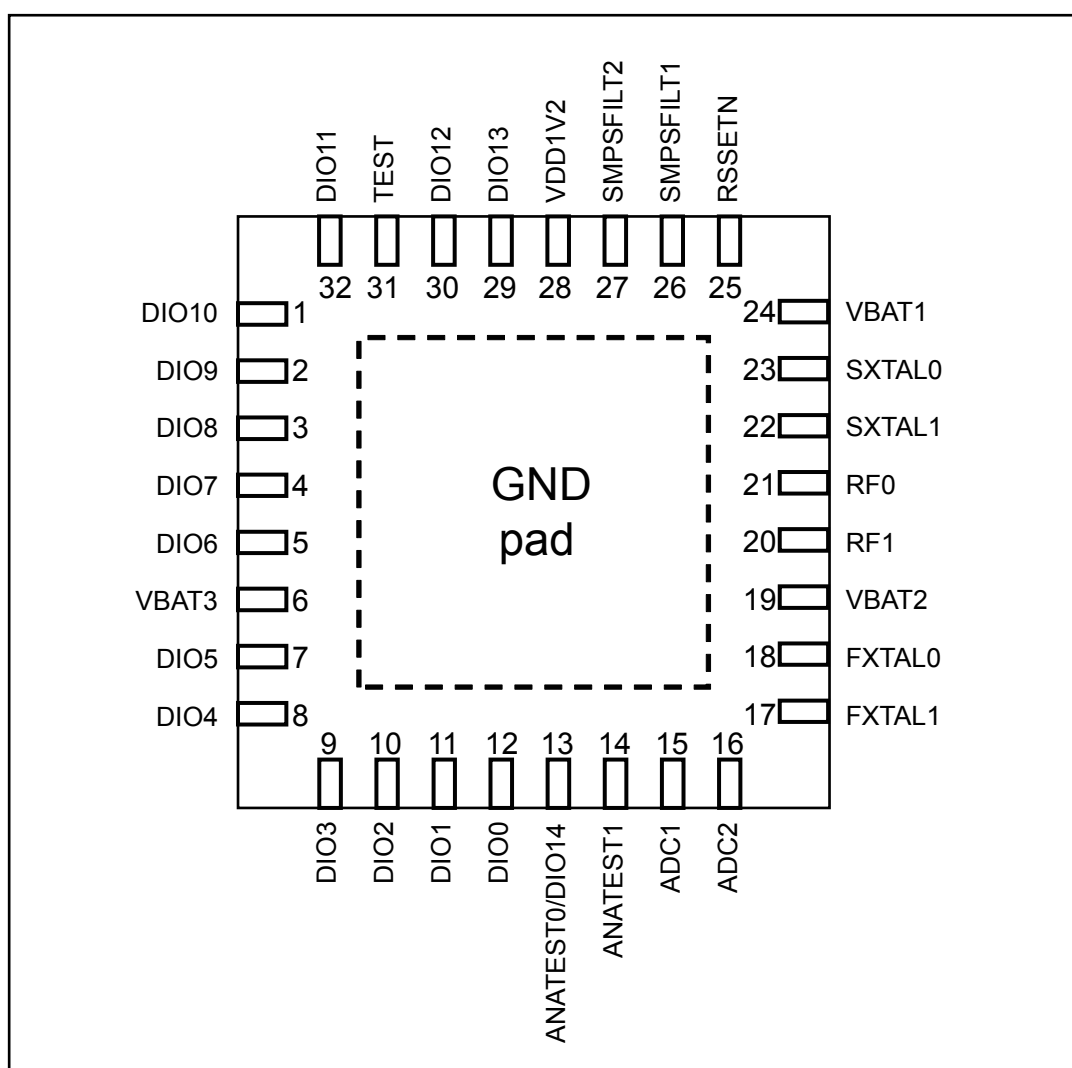 DIO11
TEST
DIO12
DIO13
VDD1V2
SMPSFILT2
SMPSFILT1
RSSETN
32 31 30 29 28 27 26 25
DIO10 1 24 VBAT1
DIO9 2 23 SXTAL0
DIO8 3 22 SXTAL1
DIO7 4 21 RF0
DIO6 5 20 RF1
VBAT3 6 19 VBAT2
DIO5 7 18 FXTAL0
DIO4 8 17 FXTAL1
GND
pad
9 10 11 12 13 14 15 16
DIO3
DIO2
DIO1
DIO0
ANATEST0/DIO14
ANATEST1
ADC1
ADC2